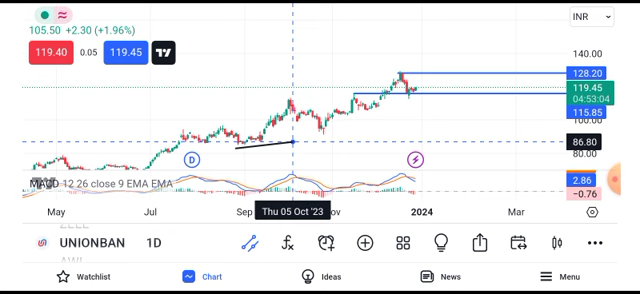 INR
105.50 +2.30 (+1.96%)
119.40 0.05 119.45
140.00
128.20
119.45
04:53:04
115.85
100.00
86.80
80.00
D
MACD 12 26 close 9 EMA EMA
2.86
−0.76
May Jul Sep Thu 05 Oct '23 Nov 2024 Mar
UNIONBAN 1D
Watchlist Chart Ideas News Menu